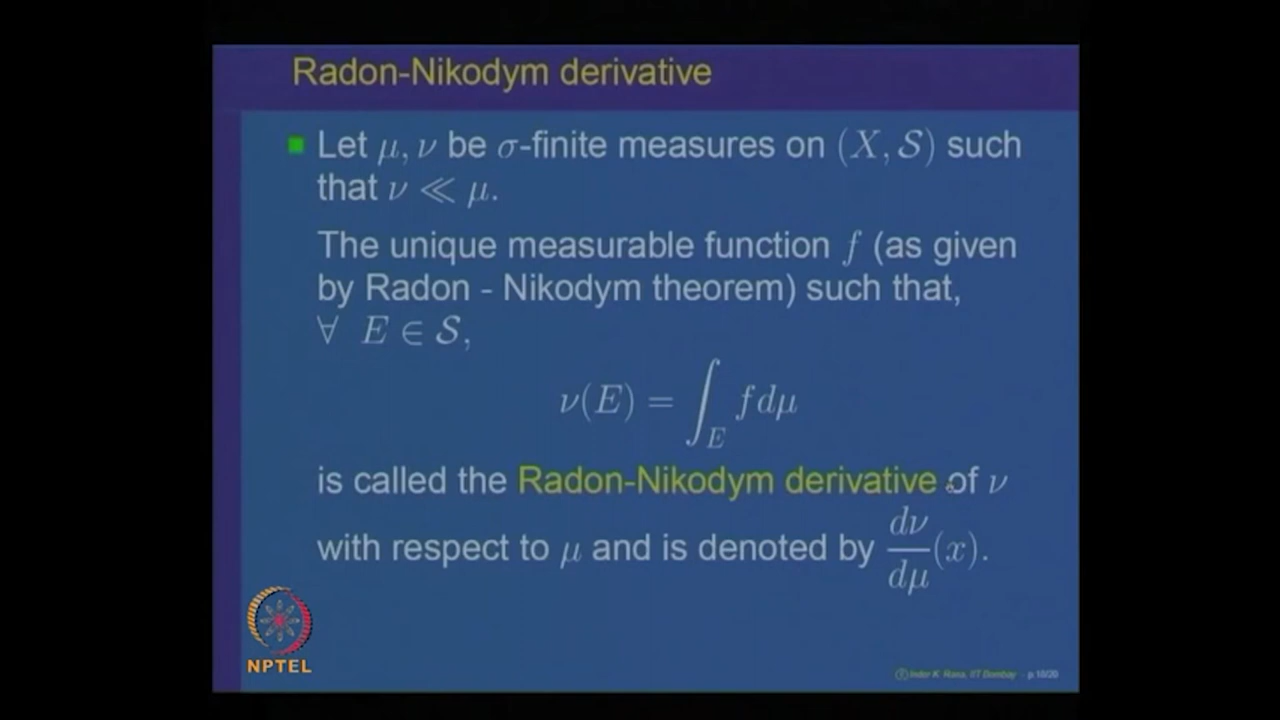 Radon-Nikodym derivative
Let μ, ν be σ-finite measures on (X, 𝒮) such
that ν ≪ μ.
The unique measurable function f (as given
by Radon - Nikodym theorem) such that,
∀ E ∈ 𝒮,
ν(E) = ∫_E f dμ
is called the Radon-Nikodym derivative of ν
with respect to μ and is denoted by dν/dμ (x).
NPTEL
Inder K. Rana, IIT Bombay - p.10/20